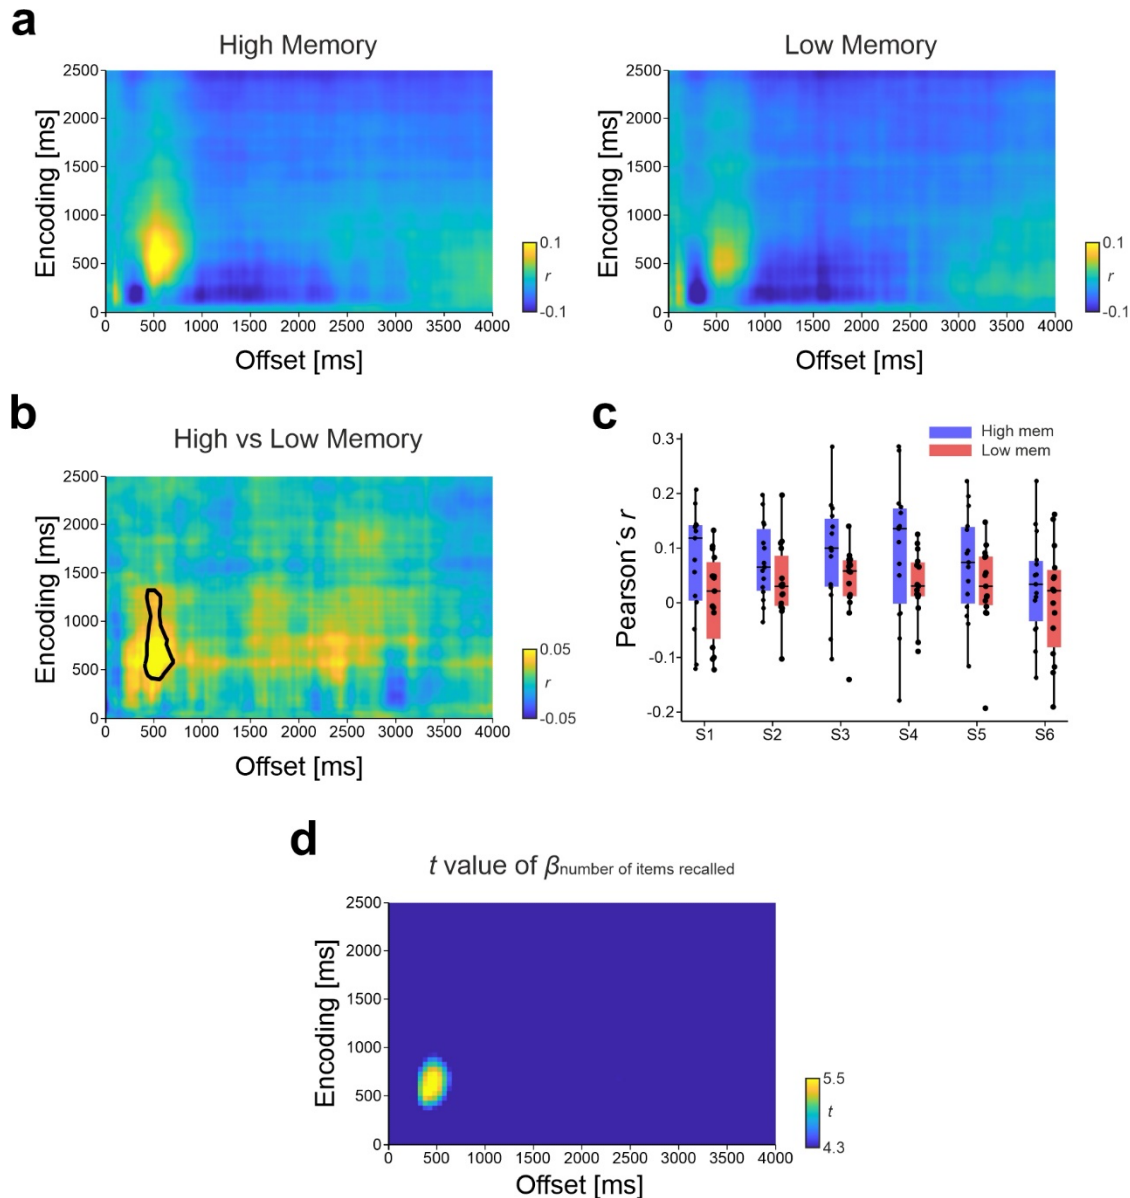 a
High Memory
Low Memory
2500
2000
1500
1000
500
0
Encoding [ms]
0 500 1000 1500 2000 2500 3000 3500 4000
Offset [ms]
0.1
r
-0.1
2500
2000
1500
1000
500
0
Encoding [ms]
0 500 1000 1500 2000 2500 3000 3500 4000
Offset [ms]
0.1
r
-0.1
b
High vs Low Memory
2500
2000
1500
1000
500
0
Encoding [ms]
0 500 1000 1500 2000 2500 3000 3500 4000
Offset [ms]
0.05
r
-0.05
c
High mem
Low mem
0.3
0.2
0.1
0
-0.1
-0.2
Pearson´s r
S1 S2 S3 S4 S5 S6
d
t value of βnumber of items recalled
2500
2000
1500
1000
500
0
Encoding [ms]
0 500 1000 1500 2000 2500 3000 3500 4000
Offset [ms]
5.5
t
4.3